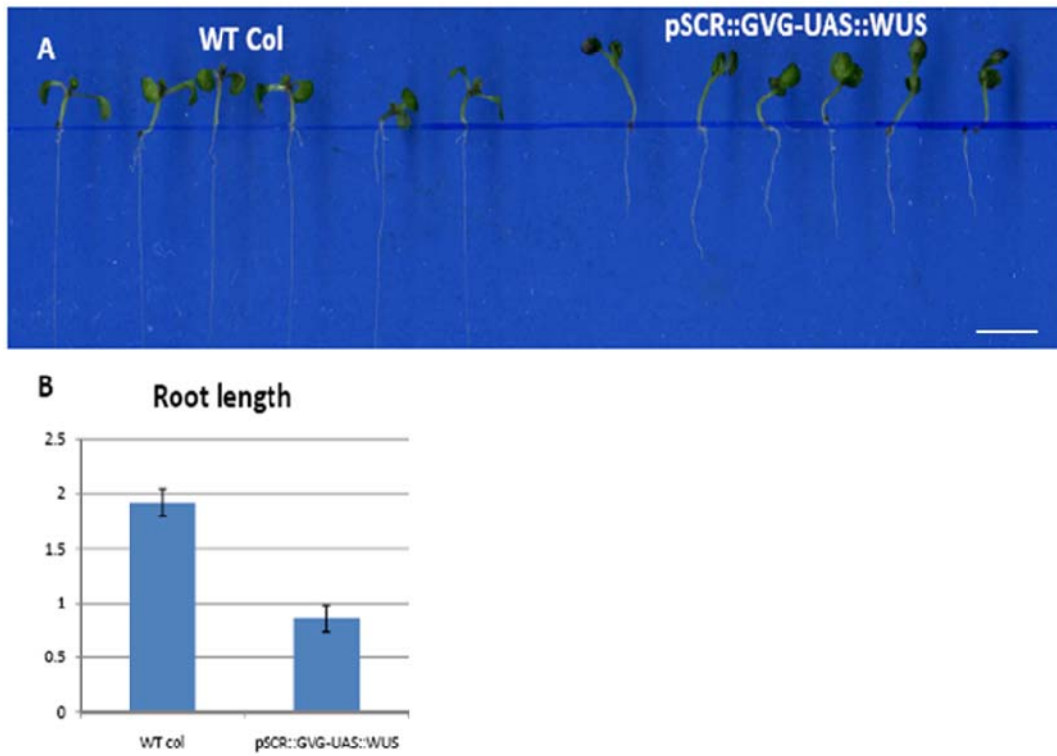 A
WT Col
pSCR::GVG-UAS::WUS
B
Root length
2.5
2
1.5
1
0.5
0
WT col
pSCR::GVG-UAS::WUS